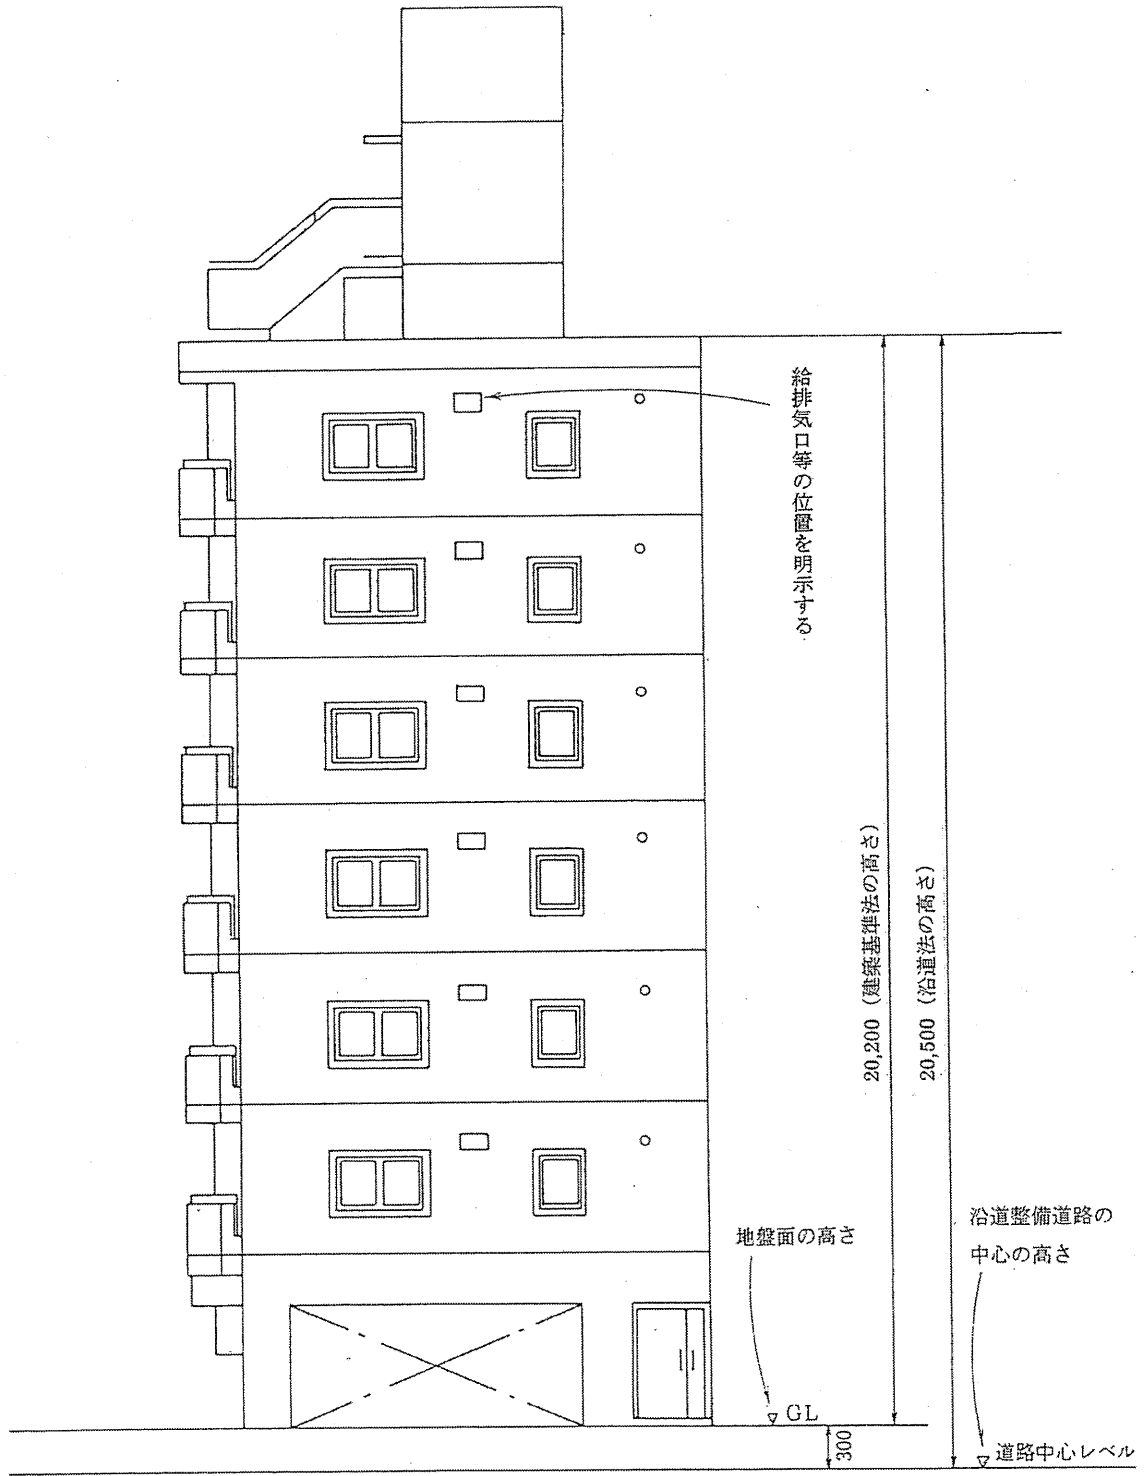 給排気口等の位置を明示する
20,200（建築基準法の高さ）
20,500（沿道法の高さ）
沿道整備道路の
中心の高さ
地盤面の高さ
GL
300
道路中心レベル